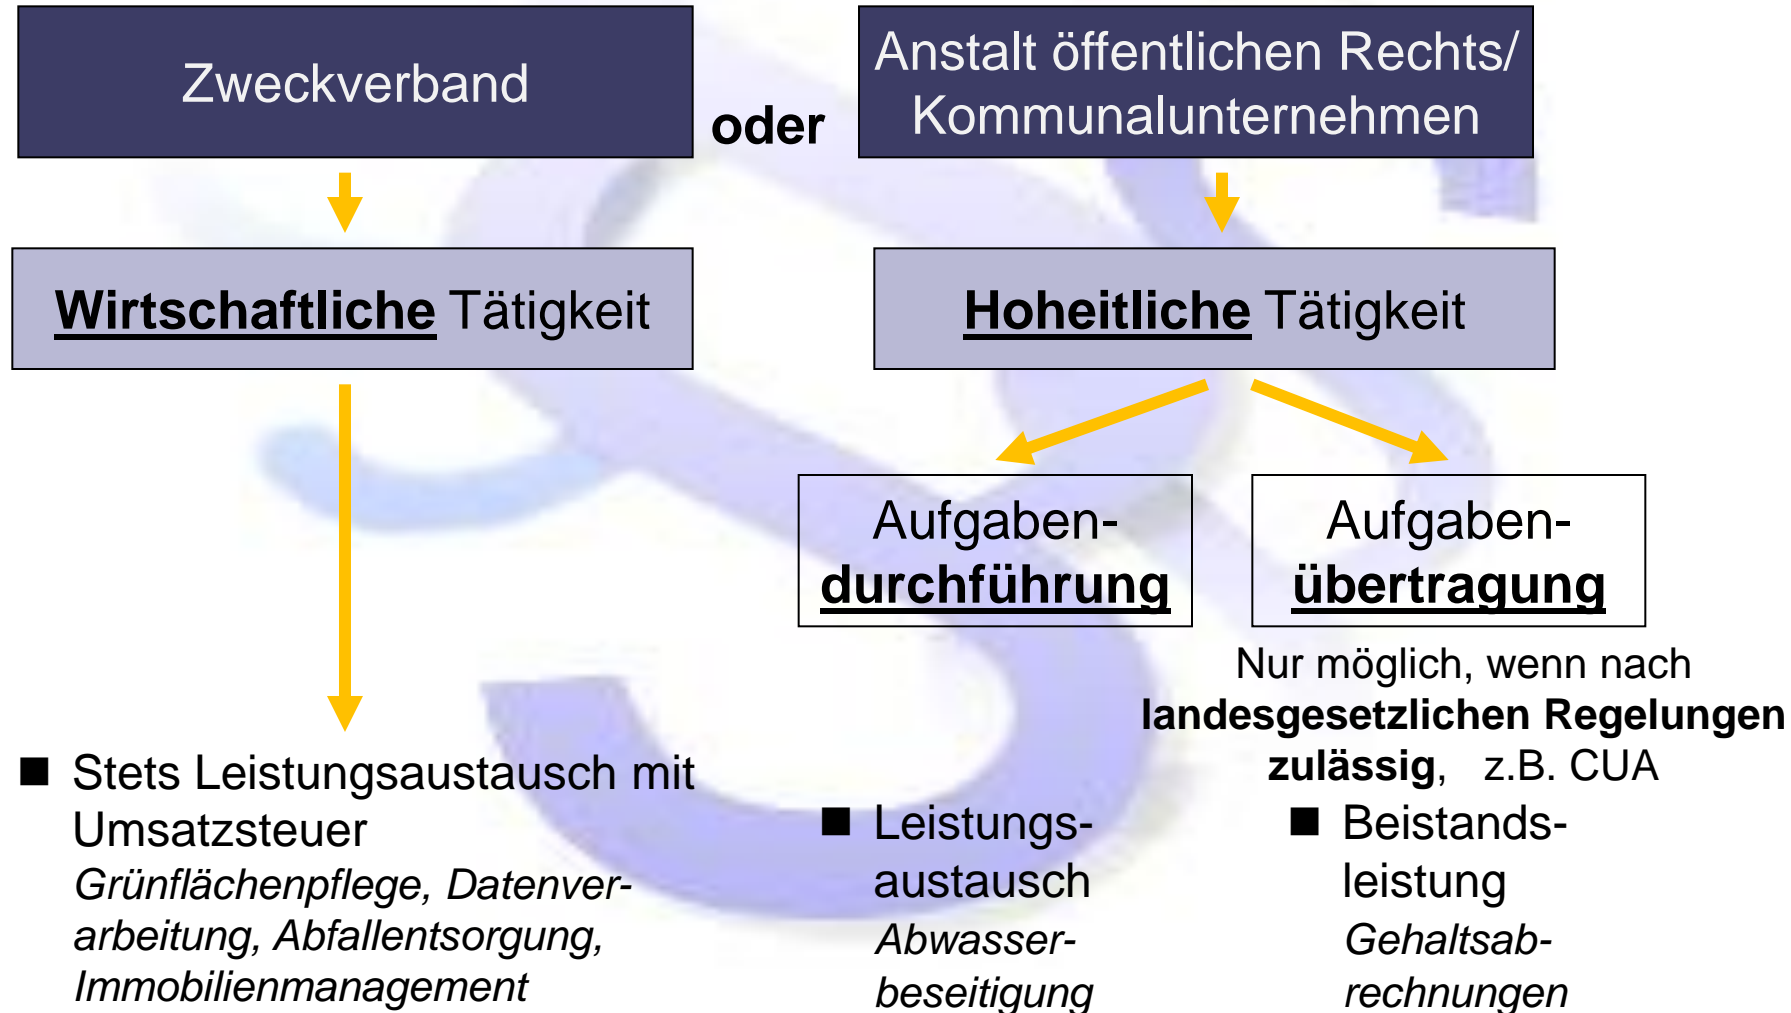 Zweckverband
oder
Anstalt öffentlichen Rechts/
Kommunalunternehmen
Wirtschaftliche Tätigkeit
Hoheitliche Tätigkeit
Aufgaben-
durchführung
Aufgaben-
übertragung
Nur möglich, wenn nach
landesgesetzlichen Regelungen
zulässig, z.B. CUA
■ Stets Leistungsaustausch mit
Umsatzsteuer
Grünflächenpflege, Datenver-
arbeitung, Abfallentsorgung,
Immobilienmanagement
■ Leistungs-
austausch
Abwasser-
beseitigung
■ Beistands-
leistung
Gehaltsab-
rechnungen